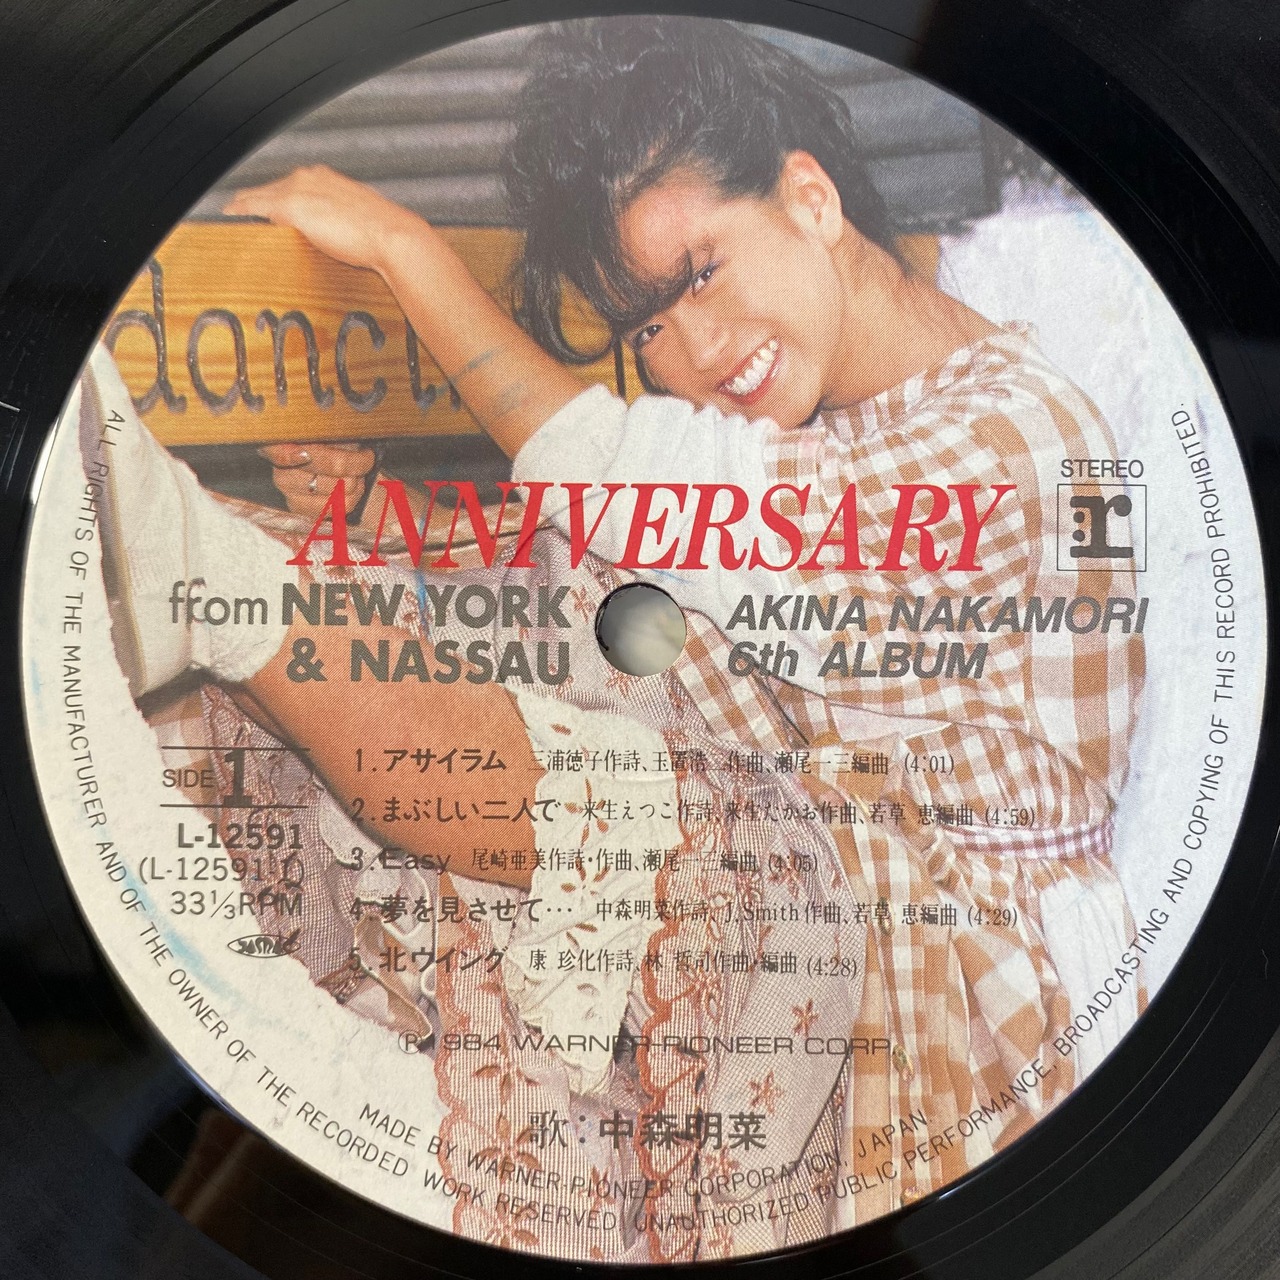 dancing
ANNIVERSARY
STEREO
r
from NEW YORK
& NASSAU
AKINA NAKAMORI
6th ALBUM
SIDE 1
L-12591
(L-12591-1)
33⅓RPM
1. アサイラム 三浦徳子作詩、玉置浩二作曲、瀬尾一三編曲 (4:01)
2. まぶしい二人で 来生えつこ作詩、来生たかお作曲、若草 恵編曲 (4:59)
3. Easy 尾崎亜美作詩・作曲、瀬尾一三編曲 (4:05)
4. 夢を見させて… 中森明菜作詩、J.Smith作曲、若草 恵編曲 (4:29)
5. 北ウイング 康 珍化作詩、林 哲司作曲・編曲 (4:28)
Ⓟ 1984 WARNER-PIONEER CORP.
歌：中森明菜
MADE BY WARNER-PIONEER CORPORATION, JAPAN.
ALL RIGHTS OF THE MANUFACTURER AND OF THE OWNER OF THE RECORDED WORK RESERVED. UNAUTHORIZED PUBLIC PERFORMANCE, BROADCASTING AND COPYING OF THIS RECORD PROHIBITED.